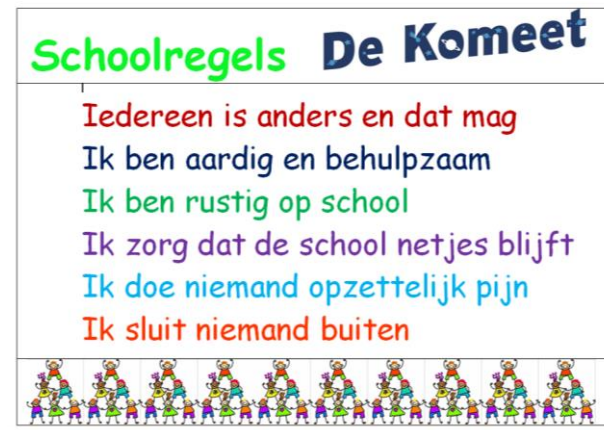 Schoolregels De Komeet
Iedereen is anders en dat mag
Ik ben aardig en behulpzaam
Ik ben rustig op school
Ik zorg dat de school netjes blijft
Ik doe niemand opzettelijk pijn
Ik sluit niemand buiten